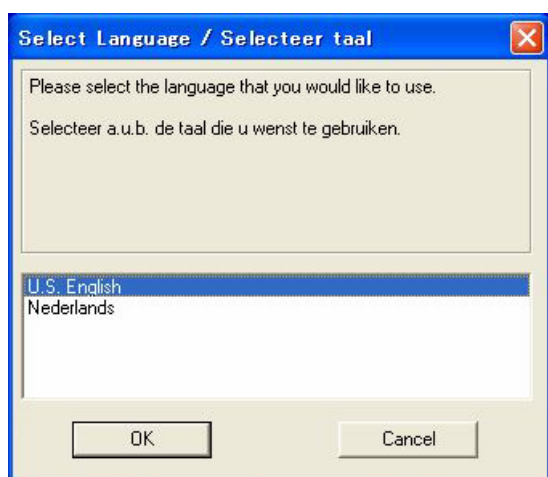 Select Language / Selecteer taal
Please select the language that you would like to use.
Selecteer a.u.b. de taal die u wenst te gebruiken.
U.S. English
Nederlands
OK
Cancel